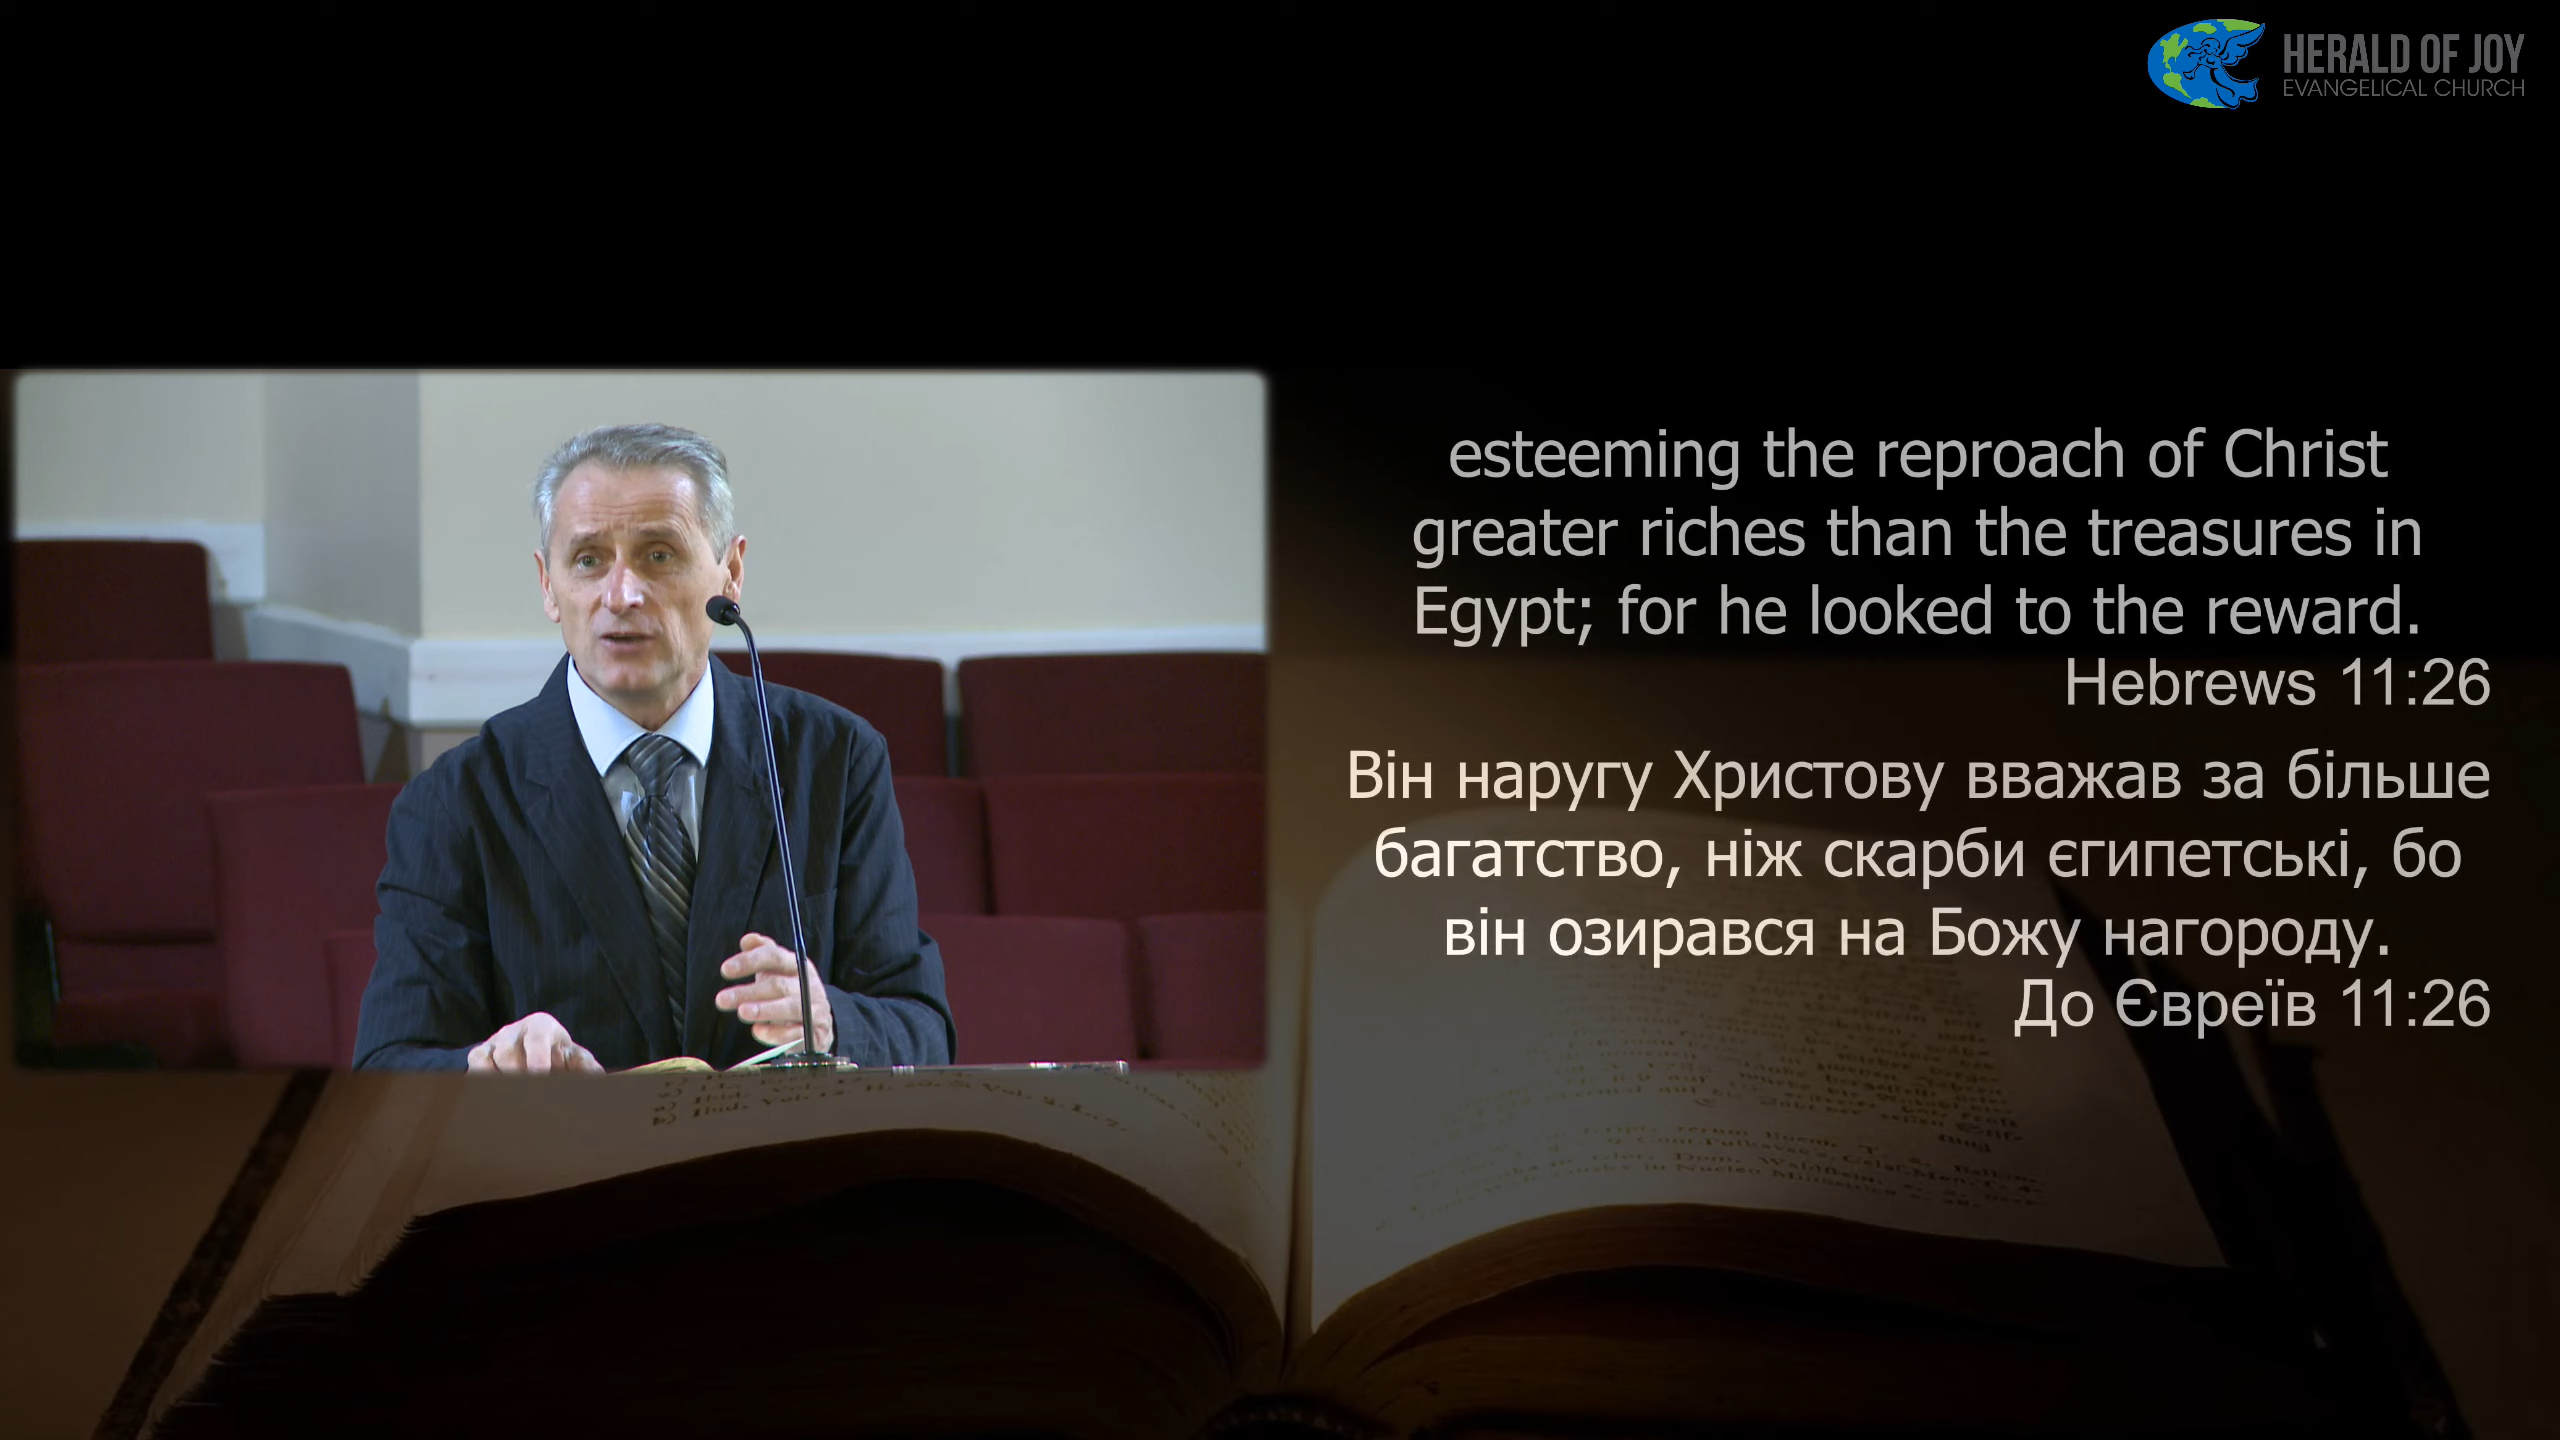 HERALD OF JOY
EVANGELICAL CHURCH
esteeming the reproach of Christ
greater riches than the treasures in
Egypt; for he looked to the reward.
Hebrews 11:26
Він наругу Христову вважав за більше
багатство, ніж скарби єгипетські, бо
він озирався на Божу нагороду.
До Євреїв 11:26